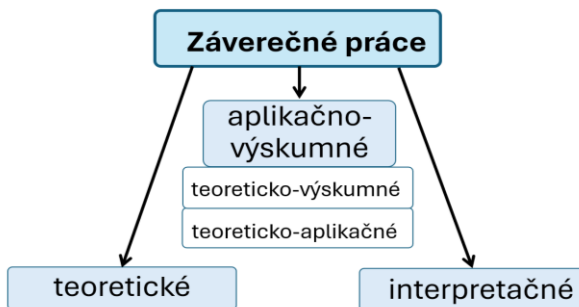 Záverečné práce
aplikačno-
výskumné
teoreticko-výskumné
teoreticko-aplikačné
teoretické
interpretačné